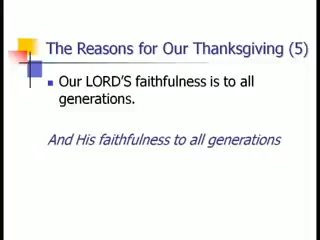 The Reasons for Our Thanksgiving (5)
Our LORD'S faithfulness is to all
generations.
And His faithfulness to all generations